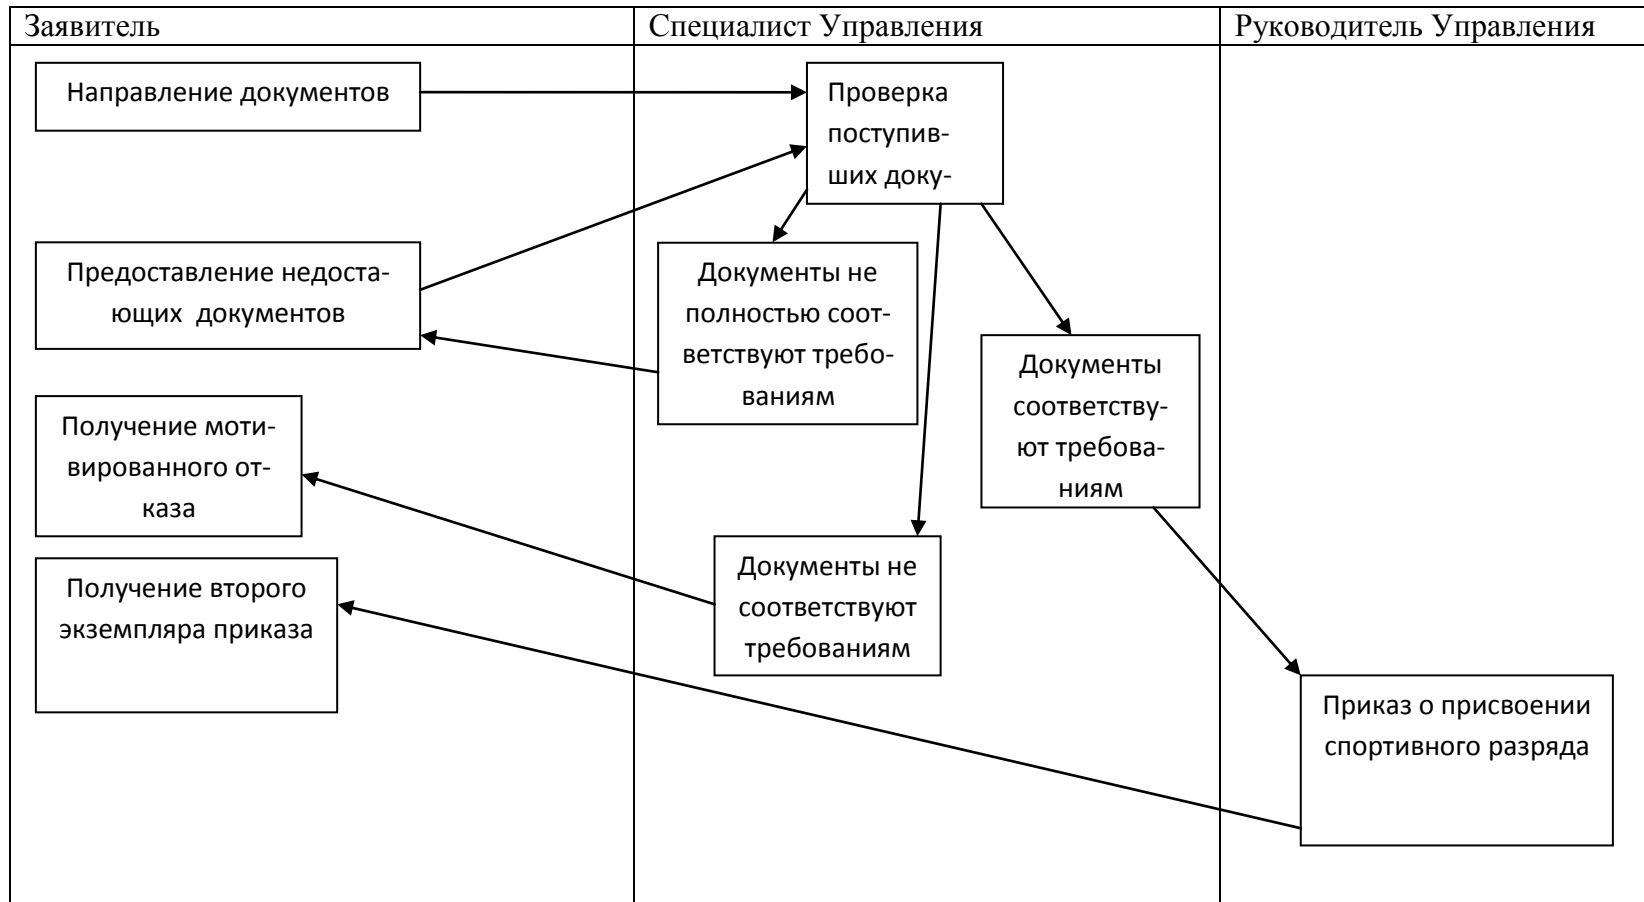 Заявитель
Специалист Управления
Руководитель Управления
Направление документов
Проверка
поступив-
ших доку-
Предоставление недоста-
ющих документов
Документы не
полностью соот-
ветствуют требо-
ваниям
Документы
соответству-
ют требова-
ниям
Получение моти-
вированного от-
каза
Документы не
соответствуют
требованиям
Получение второго
экземпляра приказа
Приказ о присвоении
спортивного разряда